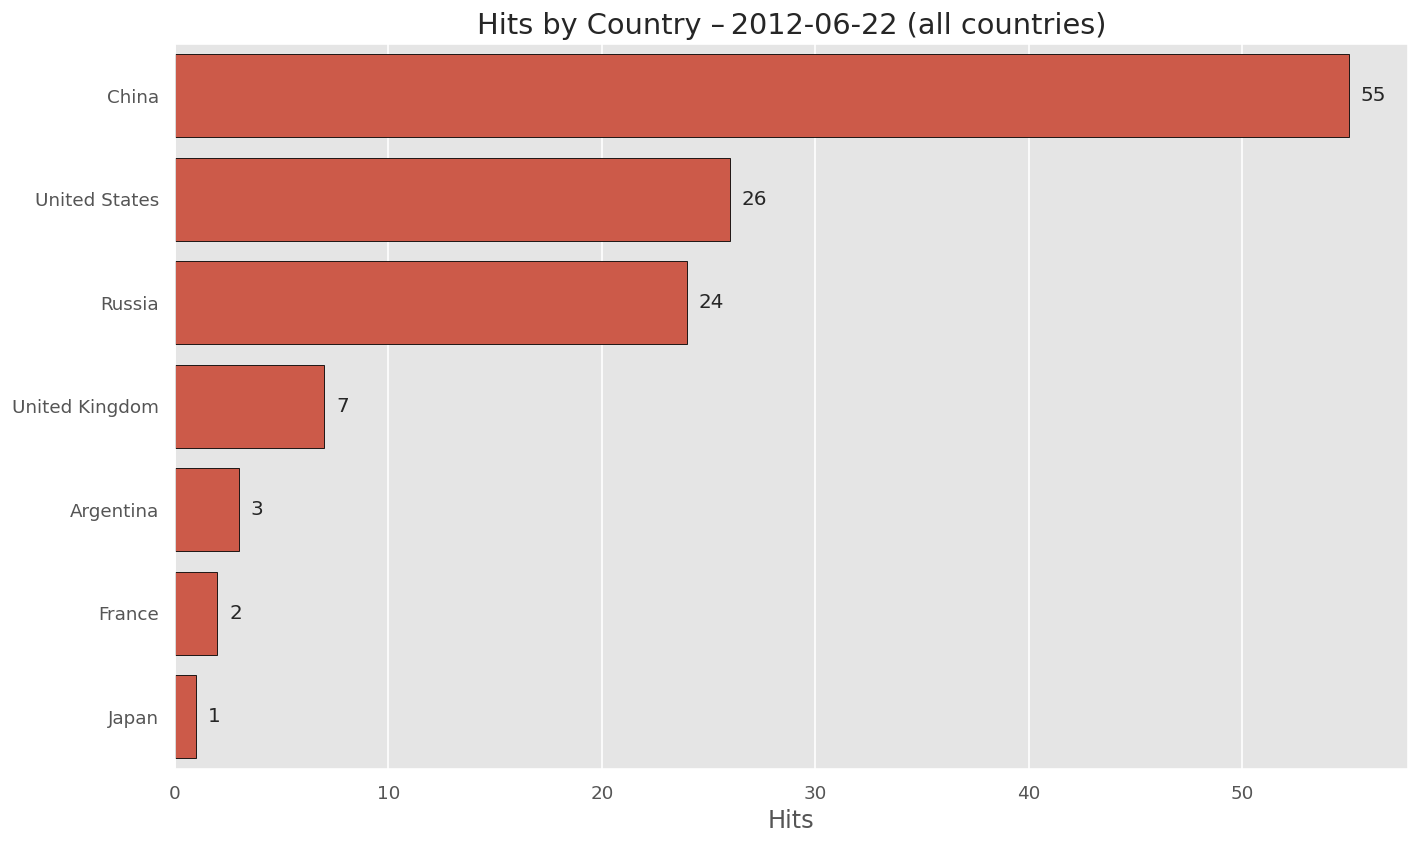 Hits by Country – 2012-06-22 (all countries)
China
55
United States
26
Russia
24
United Kingdom
7
Argentina
3
France
2
Japan
1
0 10 20 30 40 50
Hits